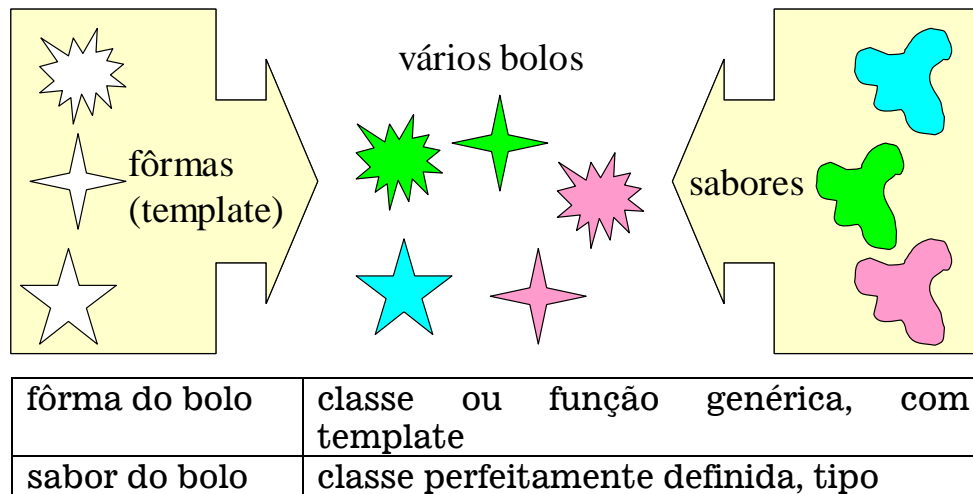 vários bolos
fôrmas
(template)
sabores
fôrma do bolo
classe ou função genérica, com
template
sabor do bolo
classe perfeitamente definida, tipo